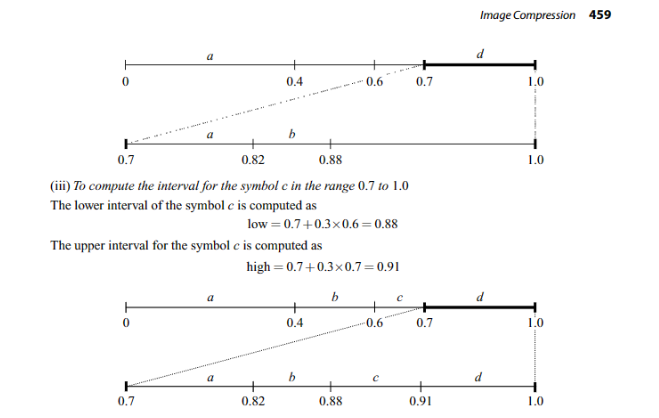 Image Compression 459
a d
0 0.4 0.6 0.7 1.0
a b
0.7 0.82 0.88 1.0
(iii) To compute the interval for the symbol c in the range 0.7 to 1.0
The lower interval of the symbol c is computed as
low = 0.7+0.3×0.6 = 0.88
The upper interval for the symbol c is computed as
high = 0.7+0.3×0.7 = 0.91
a b c d
0 0.4 0.6 0.7 1.0
a b c d
0.7 0.82 0.88 0.91 1.0